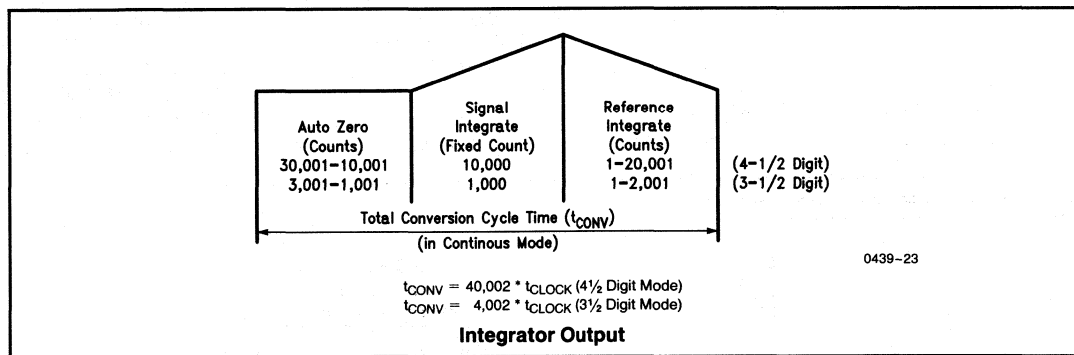 Auto Zero
(Counts)
30,001-10,001
3,001-1,001
Signal
Integrate
(Fixed Count)
10,000
1,000
Reference
Integrate
(Counts)
1-20,001
1-2,001
(4-1/2 Digit)
(3-1/2 Digit)
Total Conversion Cycle Time (tCONV)
(in Continous Mode)
0439-23
tCONV = 40,002 * tCLOCK (4½ Digit Mode)
tCONV = 4,002 * tCLOCK (3½ Digit Mode)
Integrator Output